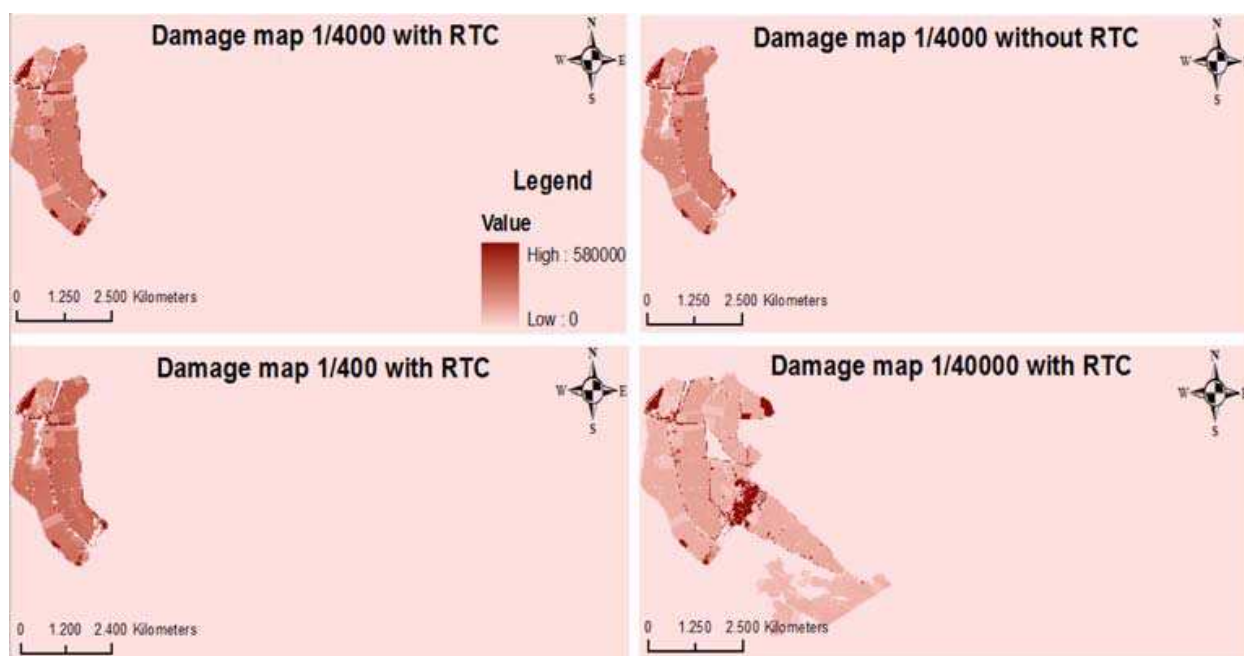 Damage map 1/4000 with RTC
N
W E
S
Legend
Value
High : 580000
Low : 0
0 1.250 2.500 Kilometers
Damage map 1/4000 without RTC
N
W E
S
0 1.250 2.500 Kilometers
Damage map 1/400 with RTC
N
W E
S
0 1.200 2.400 Kilometers
Damage map 1/40000 with RTC
N
W
S
0 1.250 2.500 Kilometers